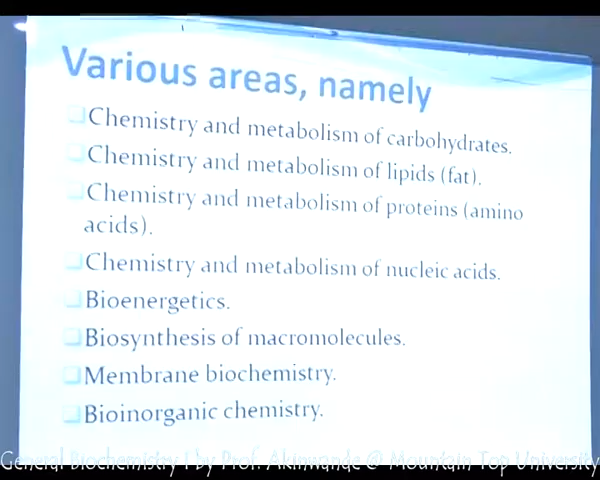 Various areas, namely
Chemistry and metabolism of carbohydrates.
Chemistry and metabolism of lipids (fat).
Chemistry and metabolism of proteins (amino
acids).
Chemistry and metabolism of nucleic acids.
Bioenergetics.
Biosynthesis of macromolecules.
Membrane biochemistry.
Bioinorganic chemistry.
General Biochemistry I by Prof. Akinwande @ Mountain Top University